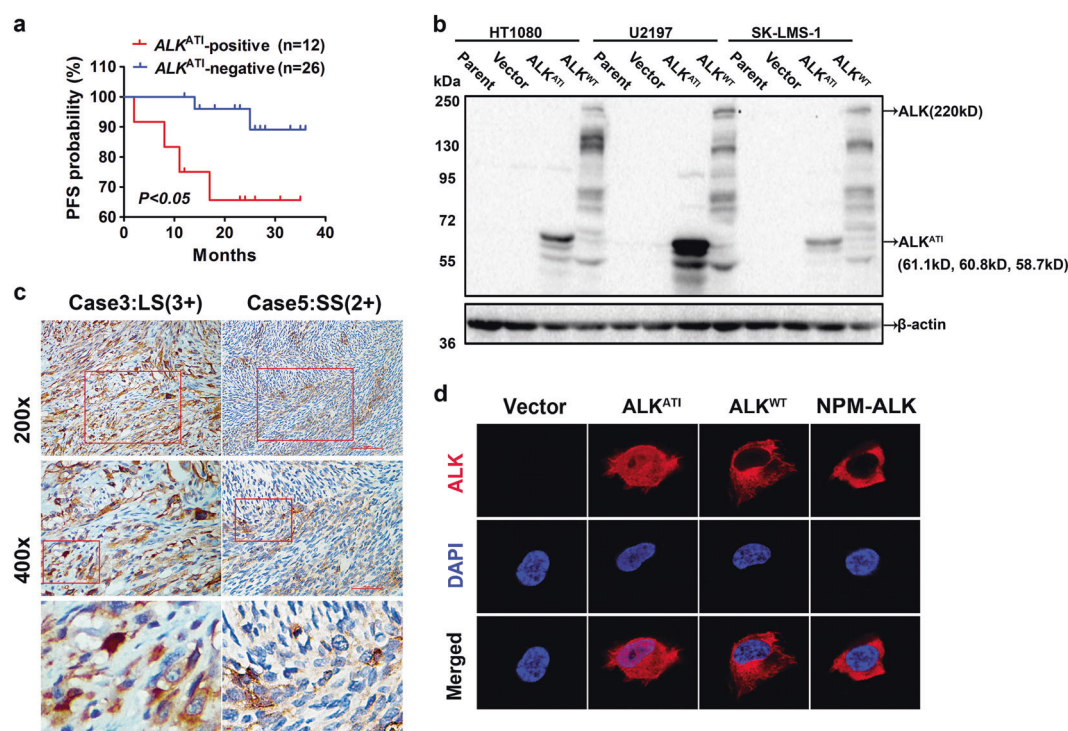 a
ALK^ATI-positive (n=12)
ALK^ATI-negative (n=26)
PFS probability (%)
110
100
90
80
70
60
P<0.05
0 10 20 30 40
Months
b
HT1080 U2197 SK-LMS-1
Parent Vector ALK^ATI ALK^WT Parent Vector ALK^ATI ALK^WT Parent Vector ALK^ATI ALK^WT
kDa
250
130
95
72
55
36
→ALK(220kD)
→ALK^ATI
(61.1kD, 60.8kD, 58.7kD)
→β-actin
c
Case3:LS(3+) Case5:SS(2+)
200x
400x
d
Vector ALK^ATI ALK^WT NPM-ALK
ALK
DAPI
Merged